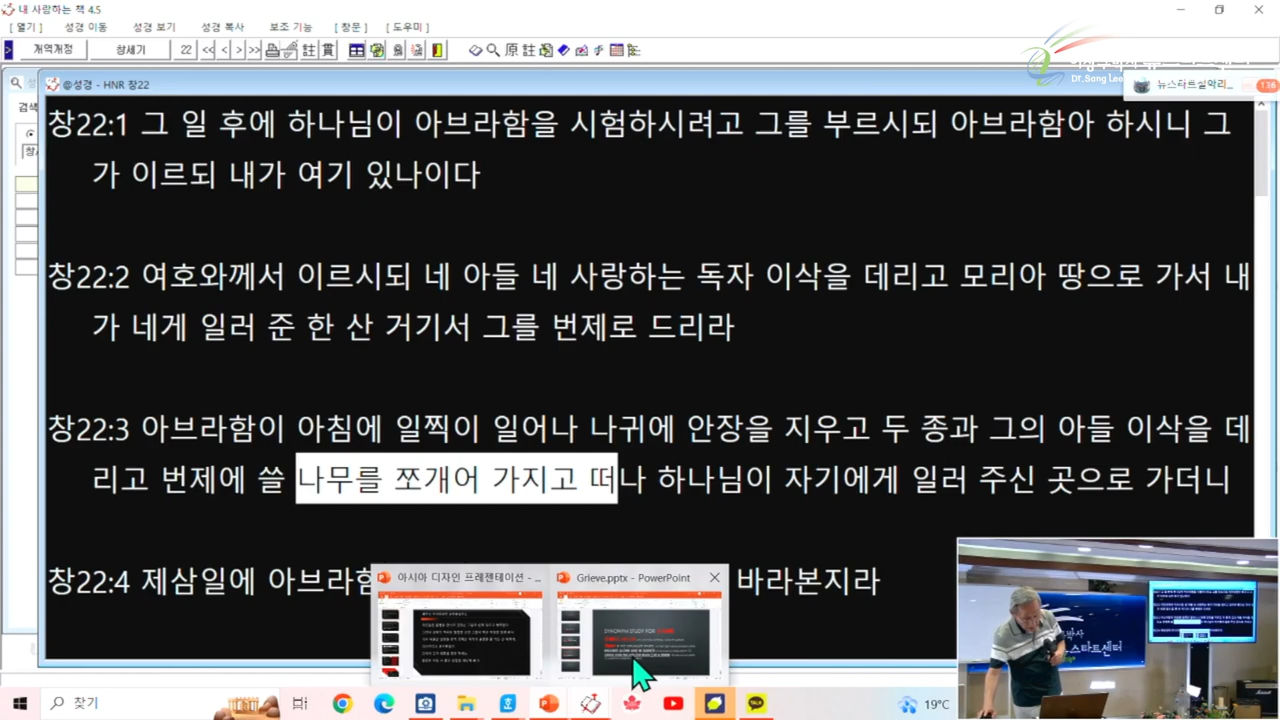 내 사랑하는 책 4.5
[ 열기 ] 성경 이동 성경 보기 성경 복사 보조 기능 [ 창문 ] [ 도우미 ]
개역개정 창세기 22 << < > >> 註 貫 原 註
Dr.Sang Lee
뉴스타트설악리... 136
@성경 - HNR 창22
검색
창22:1 그 일 후에 하나님이 아브라함을 시험하시려고 그를 부르시되 아브라함아 하시니 그
가 이르되 내가 여기 있나이다
창22:2 여호와께서 이르시되 네 아들 네 사랑하는 독자 이삭을 데리고 모리아 땅으로 가서 내
가 네게 일러 준 한 산 거기서 그를 번제로 드리라
창22:3 아브라함이 아침에 일찍이 일어나 나귀에 안장을 지우고 두 종과 그의 아들 이삭을 데
리고 번제에 쓸 나무를 쪼개어 가지고 떠나 하나님이 자기에게 일러 주신 곳으로 가더니
창22:4 제삼일에 아브라함 바라본지라
아시아 디자인 프레젠테이션 - ...
Grieve.pptx - PowerPoint
SYNONYM STUDY FOR
찾기
19°C